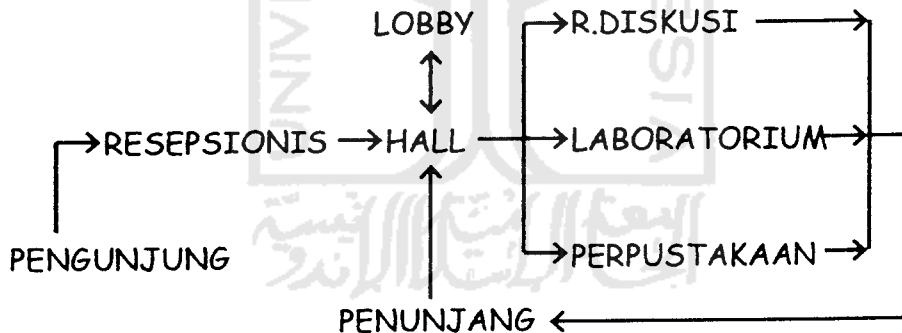 LOBBY
R.DISKUSI
RESEPSIONIS
HALL
LABORATORIUM
PENGUNJUNG
PERPUSTAKAAN
PENUNJANG